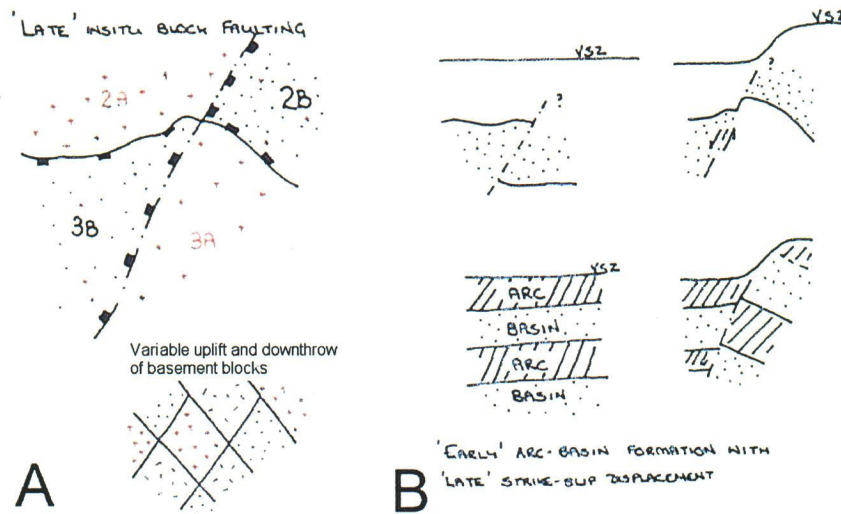 'LATE' INSITU BLOCK FAULTING
2A
2B
3B
3A
Variable uplift and downthrow
of basement blocks
A
YSZ
?
YSZ
?
YSZ
ARC
BASIN
ARC
BASIN
B
'EARLY' ARC-BASIN FORMATION WITH
'LATE' STRIKE-SLIP DISPLACEMENT